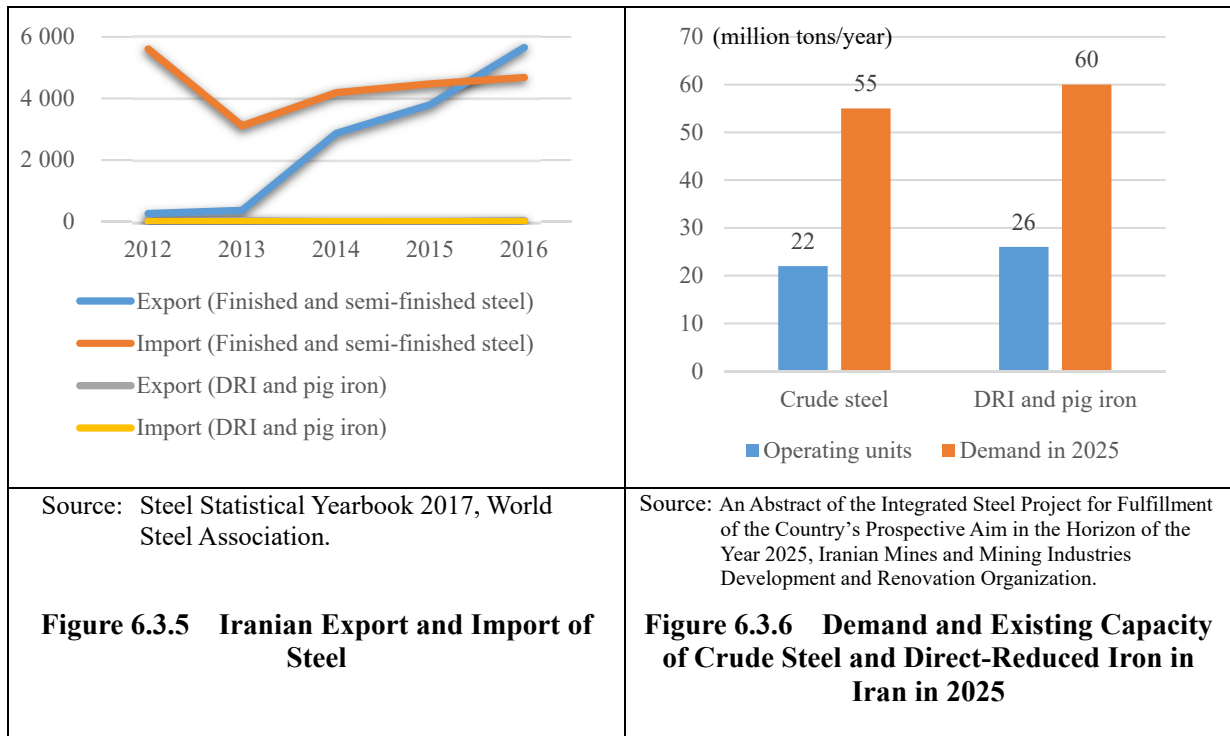 6 000
4 000
2 000
0
2012 2013 2014 2015 2016
Export (Finished and semi-finished steel)
Import (Finished and semi-finished steel)
Export (DRI and pig iron)
Import (DRI and pig iron)
Source: Steel Statistical Yearbook 2017, World
Steel Association.
Figure 6.3.5 Iranian Export and Import of
Steel
(million tons/year)
70
60
50
40
30
20
10
0
22
55
26
60
Crude steel DRI and pig iron
Operating units Demand in 2025
Source: An Abstract of the Integrated Steel Project for Fulfillment
of the Country’s Prospective Aim in the Horizon of the
Year 2025, Iranian Mines and Mining Industries
Development and Renovation Organization.
Figure 6.3.6 Demand and Existing Capacity
of Crude Steel and Direct-Reduced Iron in
Iran in 2025